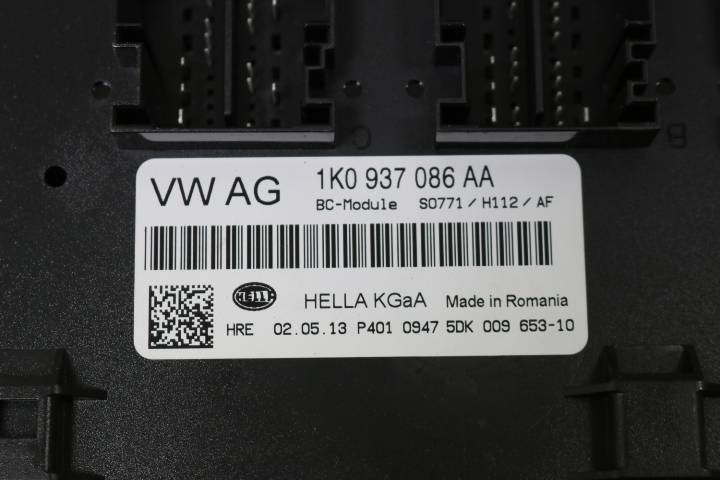 C
B
VW AG
1K0 937 086 AA
BC-Module S0771 / H112 / AF
HELLA
HELLA KGaA Made in Romania
HRE 02.05.13 P401 0947 5DK 009 653-10